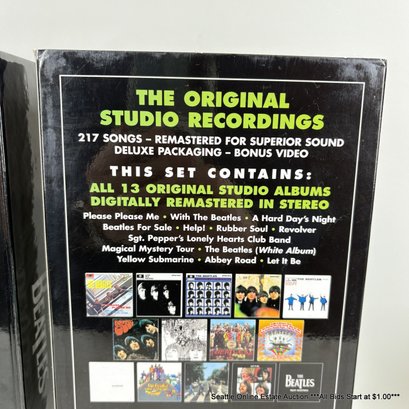 THE ORIGINAL
STUDIO RECORDINGS
217 SONGS – REMASTERED FOR SUPERIOR SOUND
DELUXE PACKAGING – BONUS VIDEO
THIS SET CONTAINS:
ALL 13 ORIGINAL STUDIO ALBUMS
DIGITALLY REMASTERED IN STEREO
Please Please Me • With The Beatles • A Hard Day's Night
Beatles For Sale • Help! • Rubber Soul • Revolver
Sgt. Pepper's Lonely Hearts Club Band
Magical Mystery Tour • The Beatles (White Album)
Yellow Submarine • Abbey Road • Let It Be
THE
BEATLES
Seattle Online Estate Auction ***All Bids Start at $1.00***